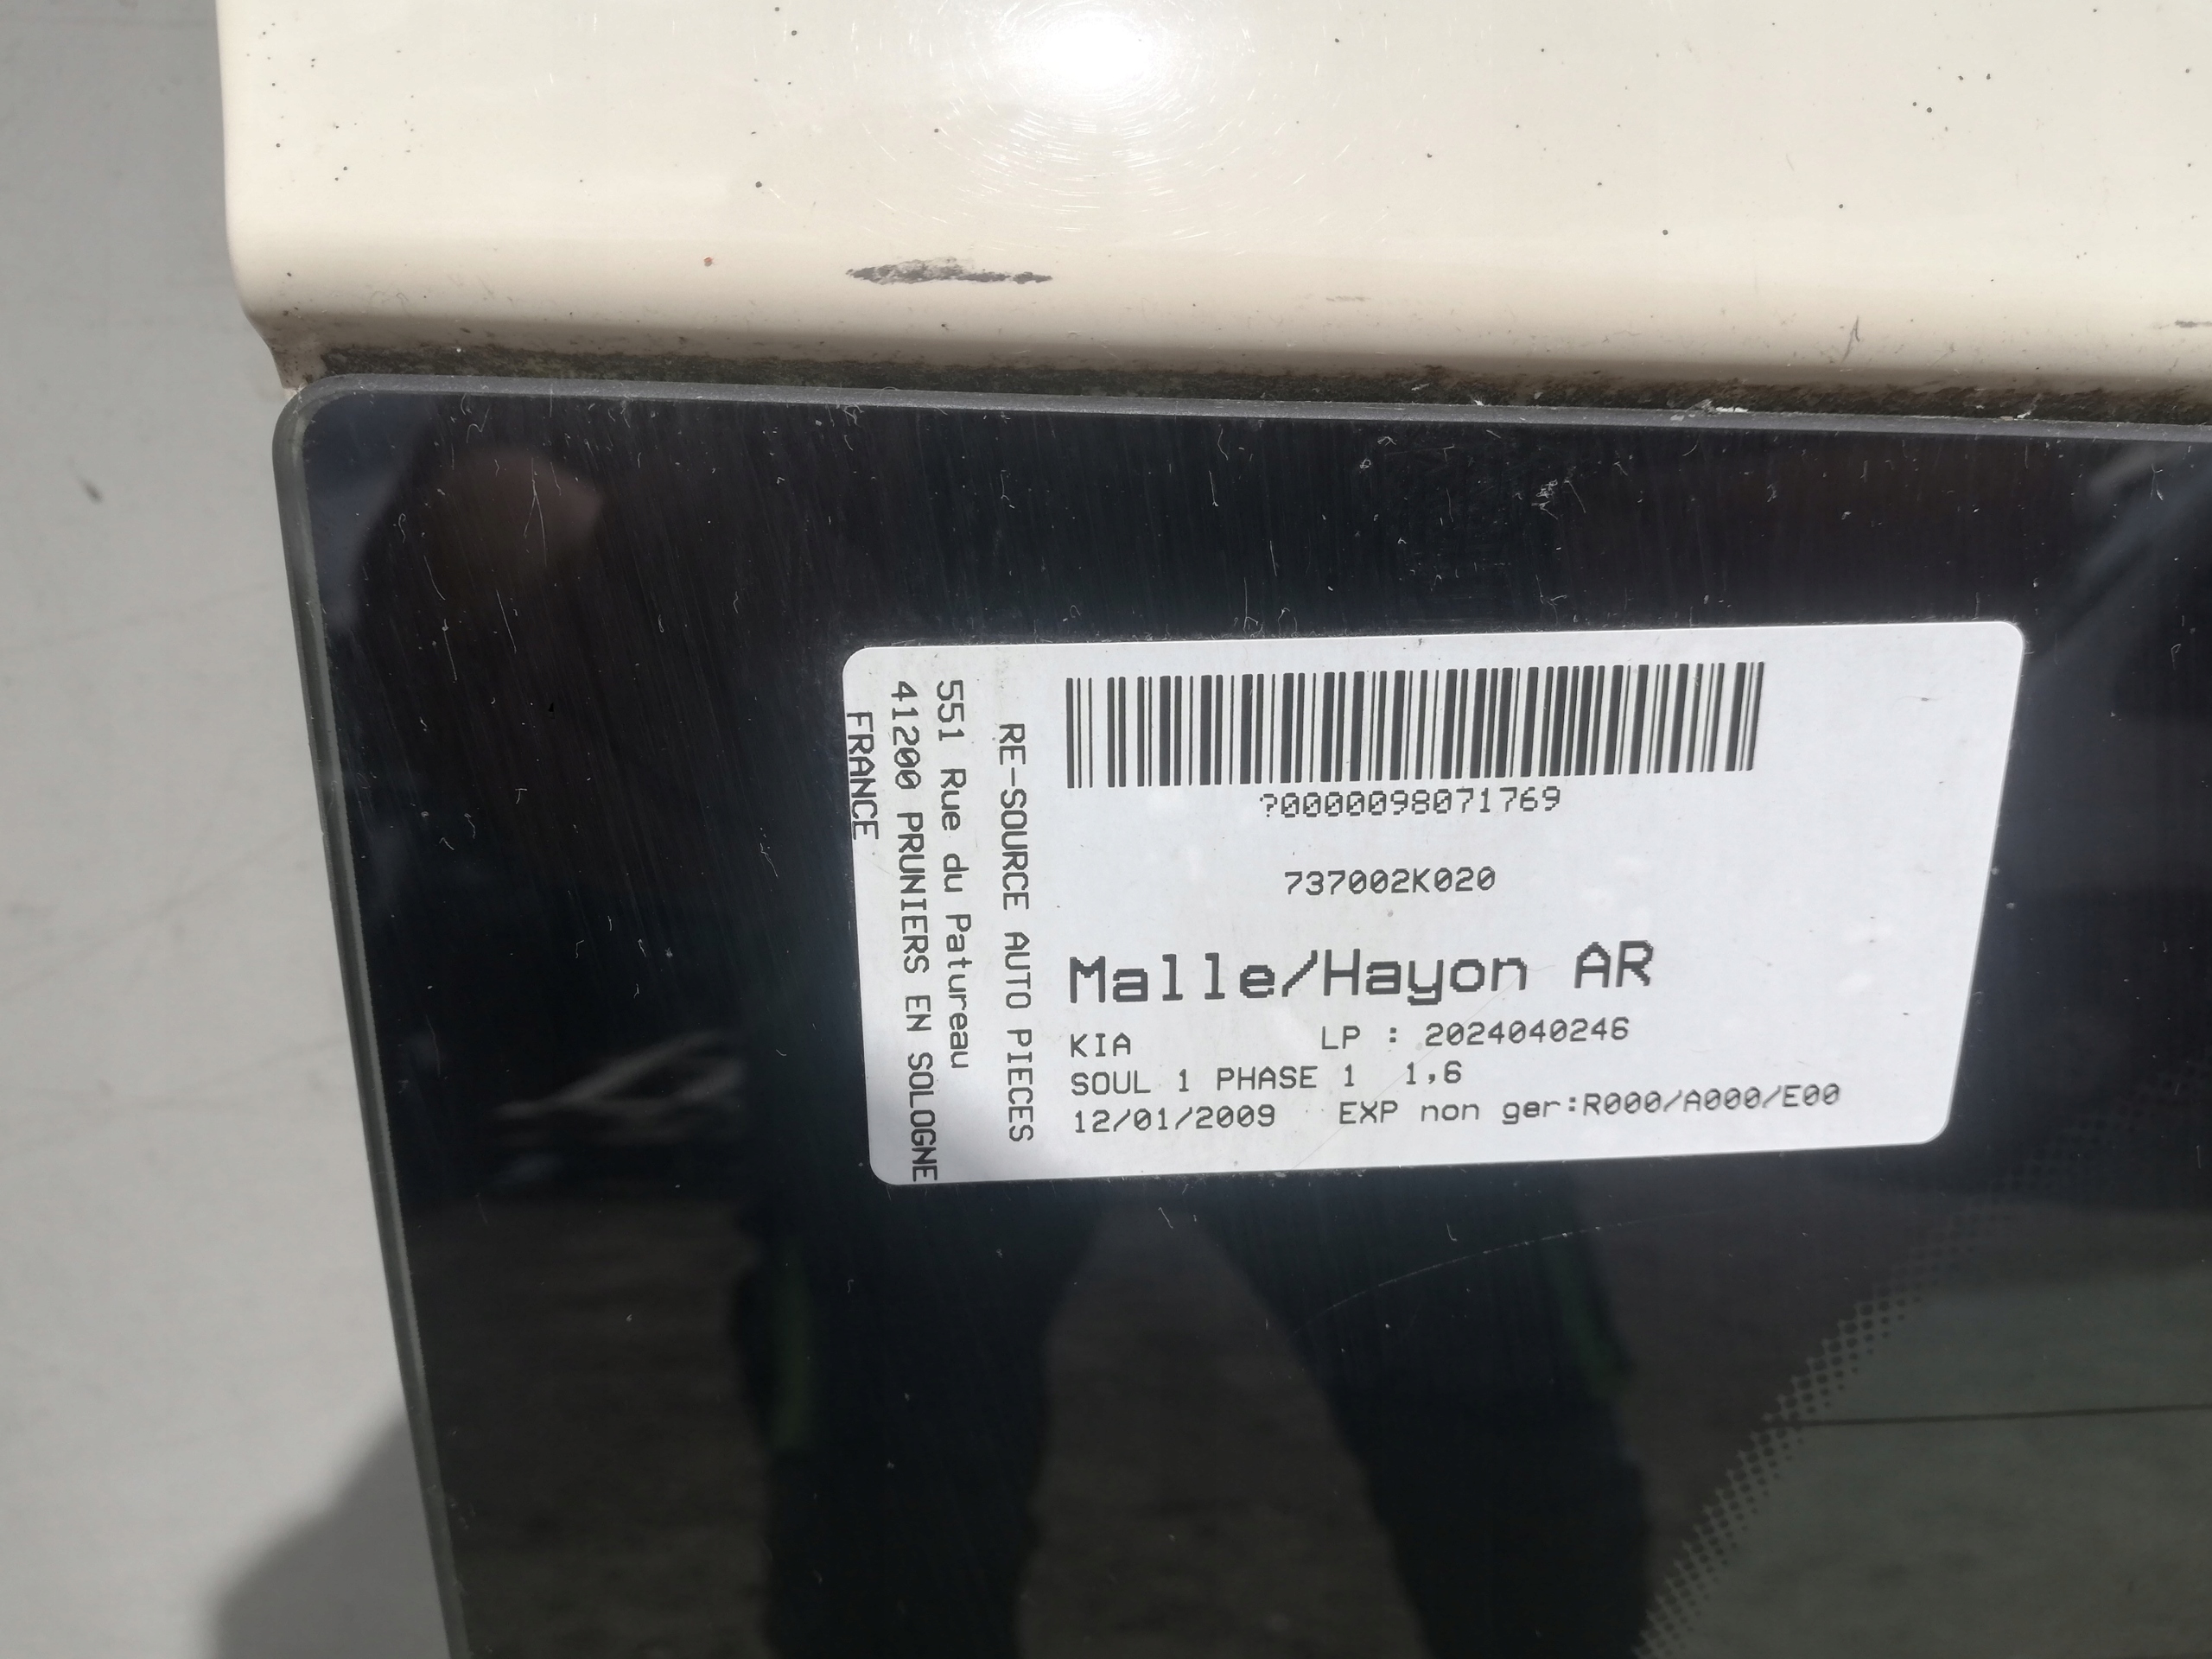 ?0000098071769
737002K020
Malle/Hayon AR
KIA LP : 2024040246
SOUL 1 PHASE 1 1,6
12/01/2009 EXP non ger:R000/A000/E00
RE-SOURCE AUTO PIECES
551 Rue du Patureau
41200 PRUNIERS EN SOLOGNE
FRANCE